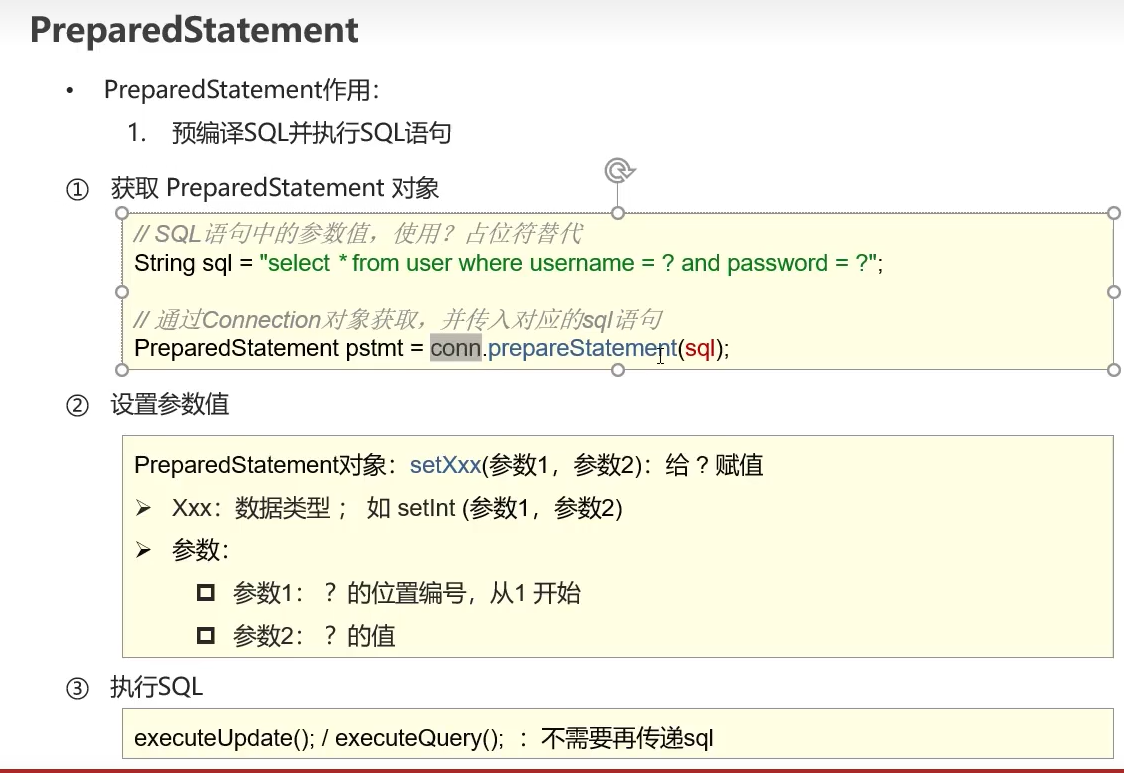 PreparedStatement
• PreparedStatement作用：
1. 预编译SQL并执行SQL语句
① 获取 PreparedStatement 对象
// SQL语句中的参数值，使用？占位符替代
String sql = "select * from user where username = ? and password = ?";
// 通过Connection对象获取，并传入对应的sql语句
PreparedStatement pstmt = conn.prepareStatement(sql);
② 设置参数值
PreparedStatement对象：setXxx(参数1，参数2)：给 ? 赋值
➢ Xxx：数据类型 ； 如 setInt (参数1，参数2)
➢ 参数：
参数1： ？的位置编号，从1 开始
参数2： ？的值
③ 执行SQL
executeUpdate(); / executeQuery(); ：不需要再传递sql